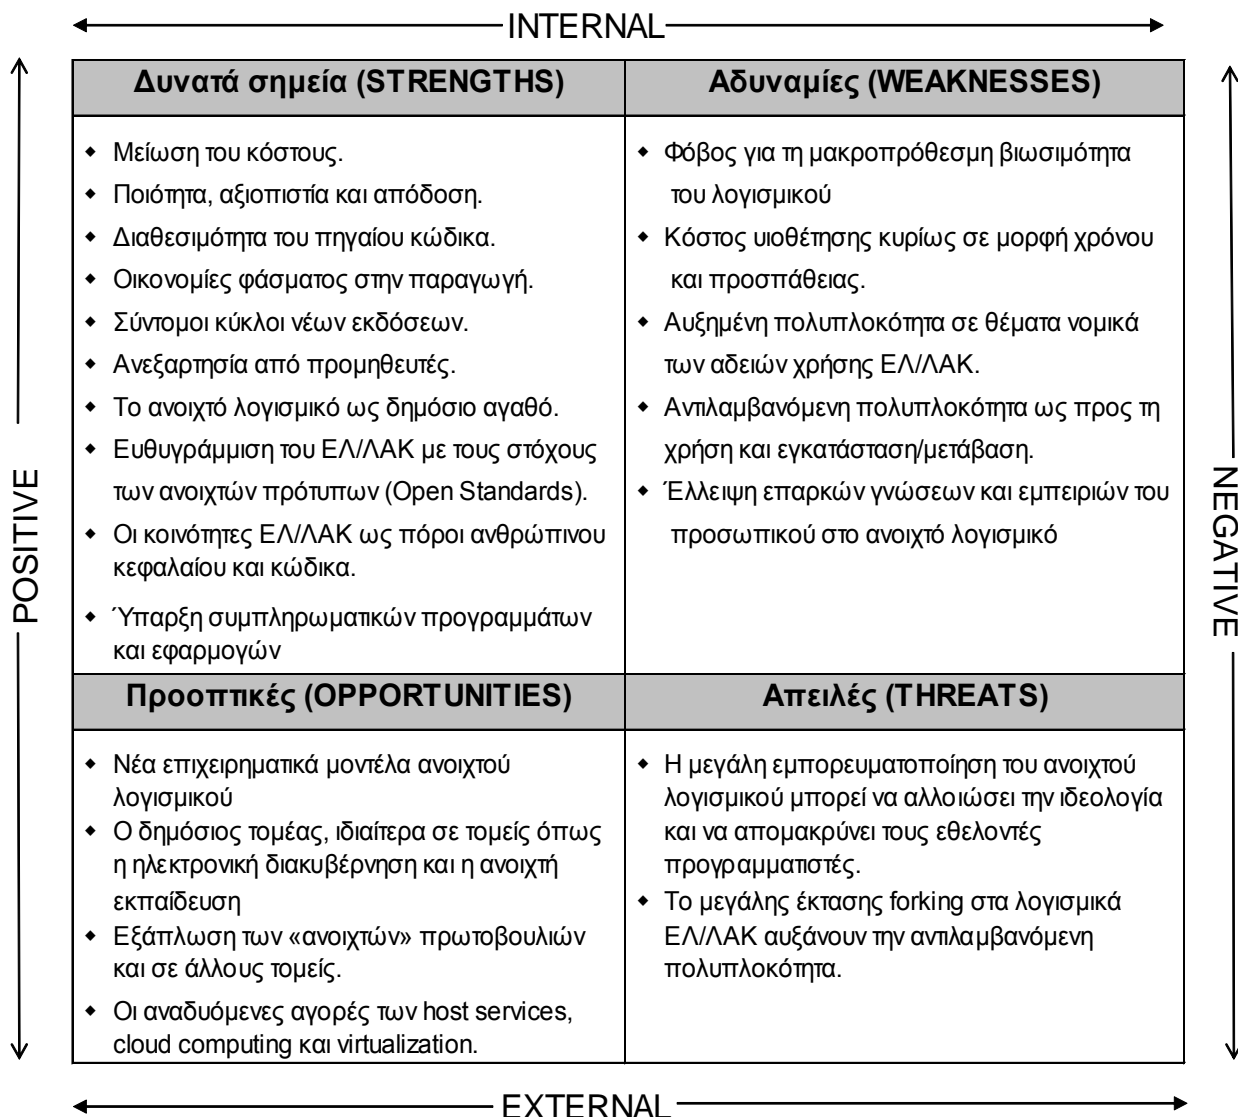 INTERNAL
Δυνατά σημεία (STRENGTHS)
Αδυναμίες (WEAKNESSES)
Μείωση του κόστους.
Ποιότητα, αξιοπιστία και απόδοση.
Διαθεσιμότητα του πηγαίου κώδικα.
Οικονομίες φάσματος στην παραγωγή.
Σύντομοι κύκλοι νέων εκδόσεων.
Ανεξαρτησία από προμηθευτές.
Το ανοιχτό λογισμικό ως δημόσιο αγαθό.
Ευθυγράμμιση του ΕΛ/ΛΑΚ με τους στόχους
των ανοιχτών πρότυπων (Open Standards).
Οι κοινότητες ΕΛ/ΛΑΚ ως πόροι ανθρώπινου
κεφαλαίου και κώδικα.
Ύπαρξη συμπληρωματικών προγραμμάτων
και εφαρμογών
Φόβος για τη μακροπρόθεσμη βιωσιμότητα
του λογισμικού
Κόστος υιοθέτησης κυρίως σε μορφή χρόνου
και προσπάθειας.
Αυξημένη πολυπλοκότητα σε θέματα νομικά
των αδειών χρήσης ΕΛ/ΛΑΚ.
Αντιλαμβανόμενη πολυπλοκότητα ως προς τη
χρήση και εγκατάσταση/μετάβαση.
Έλλειψη επαρκών γνώσεων και εμπειριών του
προσωπικού στο ανοιχτό λογισμικό
POSITIVE
NEGATIVE
Προοπτικές (OPPORTUNITIES)
Απειλές (THREATS)
Νέα επιχειρηματικά μοντέλα ανοιχτού
λογισμικού
Ο δημόσιος τομέας, ιδιαίτερα σε τομείς όπως
η ηλεκτρονική διακυβέρνηση και η ανοιχτή
εκπαίδευση
Εξάπλωση των «ανοιχτών» πρωτοβουλιών
και σε άλλους τομείς.
Οι αναδυόμενες αγορές των host services,
cloud computing και virtualization.
Η μεγάλη εμπορευματοποίηση του ανοιχτού
λογισμικού μπορεί να αλλοιώσει την ιδεολογία
και να απομακρύνει τους εθελοντές
προγραμματιστές.
Το μεγάλης έκτασης forking στα λογισμικά
ΕΛ/ΛΑΚ αυξάνουν την αντιλαμβανόμενη
πολυπλοκότητα.
EXTERNAL